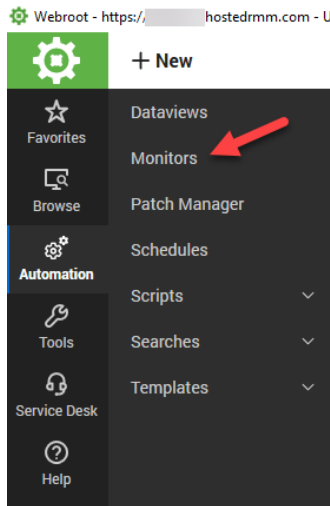 Webroot - https:// hostedrmm.com - U
+ New
Favorites
Browse
Automation
Tools
Service Desk
Help
Dataviews
Monitors
Patch Manager
Schedules
Scripts
Searches
Templates